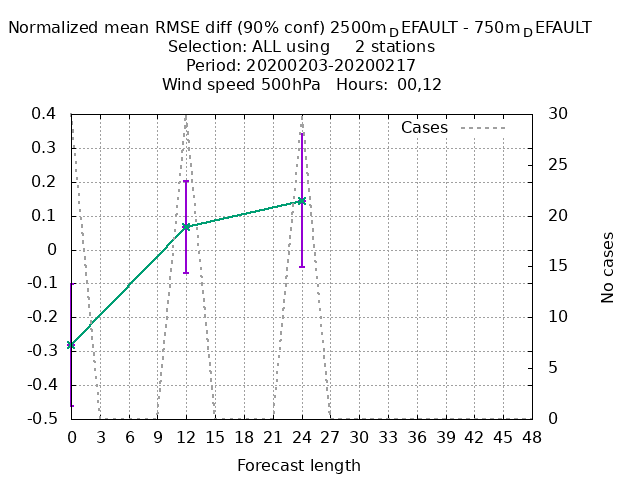 Normalized mean RMSE diff (90% conf) 2500mDEFAULT - 750mDEFAULT
Selection: ALL using 2 stations
Period: 20200203-20200217
Wind speed 500hPa Hours: 00,12
Cases
0.4
0.3
0.2
0.1
0
-0.1
-0.2
-0.3
-0.4
-0.5
30
25
20
15
10
5
0
No cases
0 3 6 9 12 15 18 21 24 27 30 33 36 39 42 45 48
Forecast length